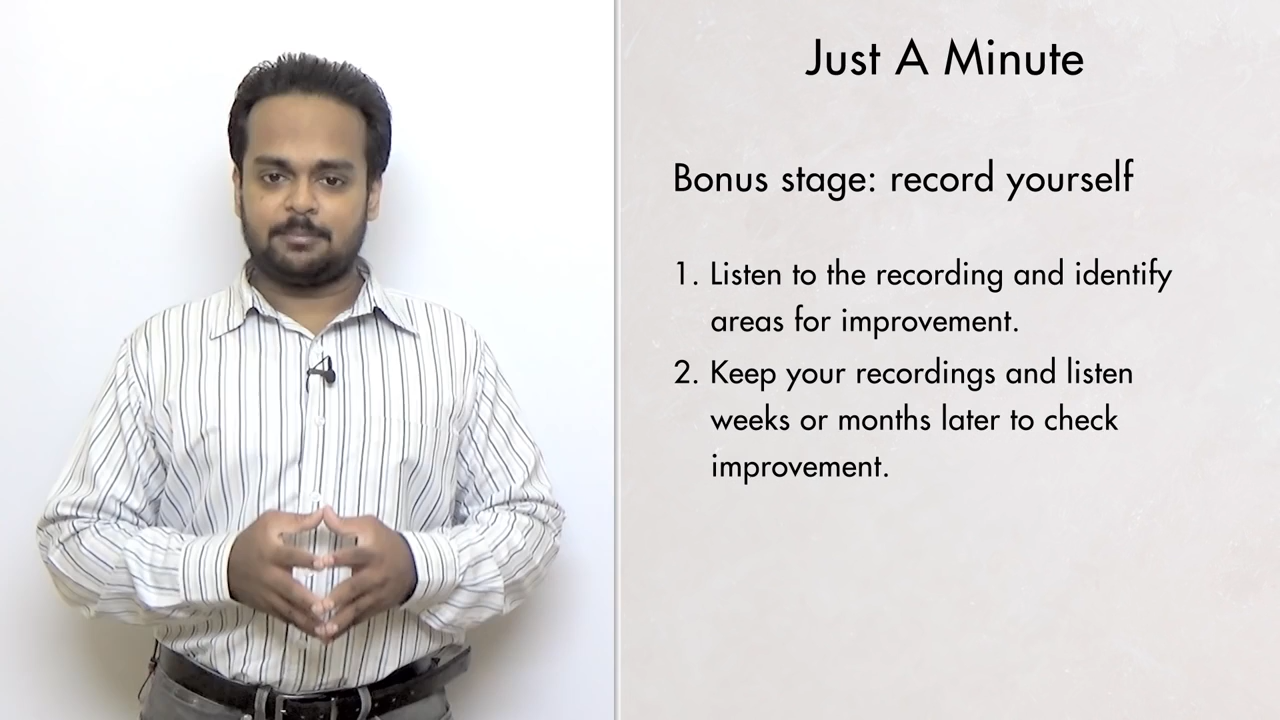 Just A Minute
Bonus stage: record yourself
1. Listen to the recording and identify
areas for improvement.
2. Keep your recordings and listen
weeks or months later to check
improvement.